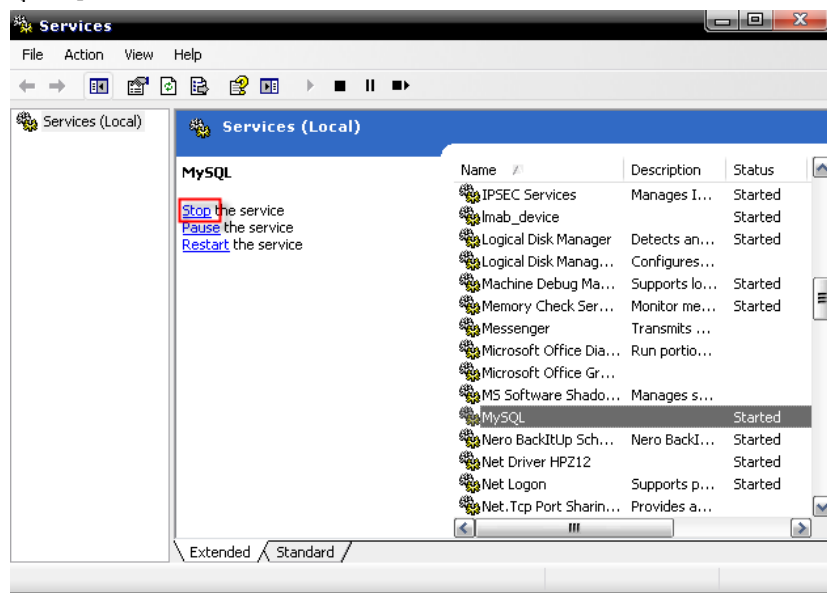 Services
File Action View Help
Services (Local)
Services (Local)
MySQL
Stop the service
Pause the service
Restart the service
Name Description Status
IPSEC Services Manages I... Started
lmab_device Started
Logical Disk Manager Detects an... Started
Logical Disk Manag... Configures...
Machine Debug Ma... Supports lo... Started
Memory Check Ser... Monitor me... Started
Messenger Transmits ...
Microsoft Office Dia... Run portio...
Microsoft Office Gr...
MS Software Shado... Manages s...
MySQL Started
Nero BackItUp Sch... Nero BackI... Started
Net Driver HPZ12 Started
Net Logon Supports p... Started
Net.Tcp Port Sharin... Provides a...
Extended Standard